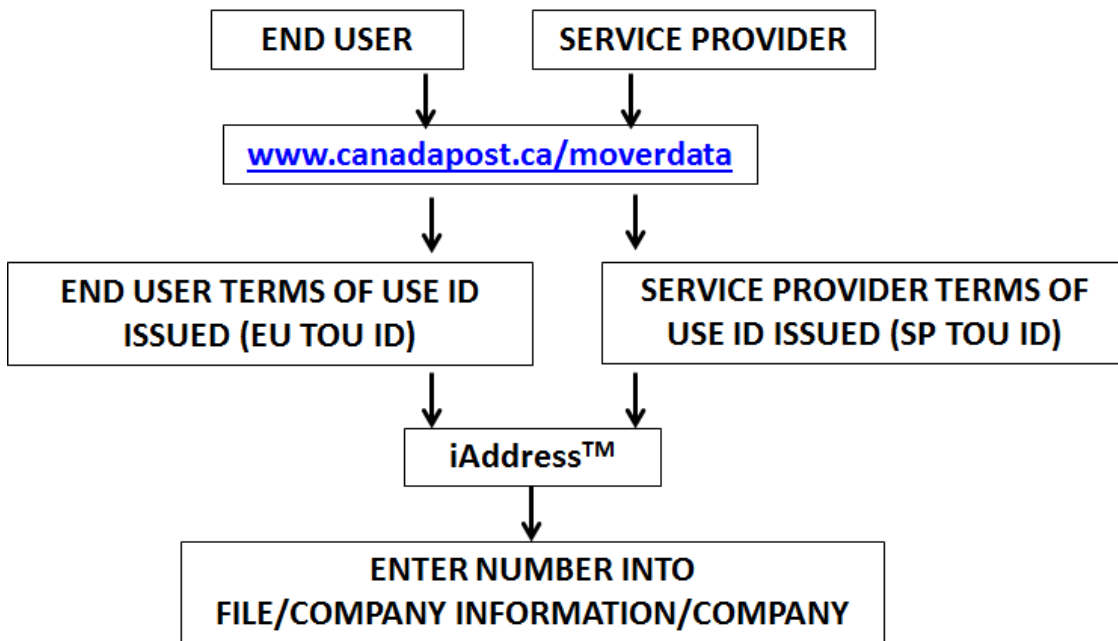 END USER
SERVICE PROVIDER
www.canadapost.ca/moverdata
END USER TERMS OF USE ID
ISSUED (EU TOU ID)
SERVICE PROVIDER TERMS OF
USE ID ISSUED (SP TOU ID)
iAddress™
ENTER NUMBER INTO
FILE/COMPANY INFORMATION/COMPANY